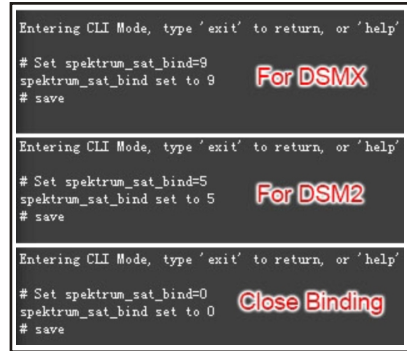 Entering CLI Mode, type 'exit' to return, or 'help'
# Set spektrum_sat_bind=9
spektrum_sat_bind set to 9
# save
For DSMX
Entering CLI Mode, type 'exit' to return, or 'help'
# Set spektrum_sat_bind=5
spektrum_sat_bind set to 5
# save
For DSM2
Entering CLI Mode, type 'exit' to return, or 'help'
# Set spektrum_sat_bind=0
spektrum_sat_bind set to 0
# save
Close Binding